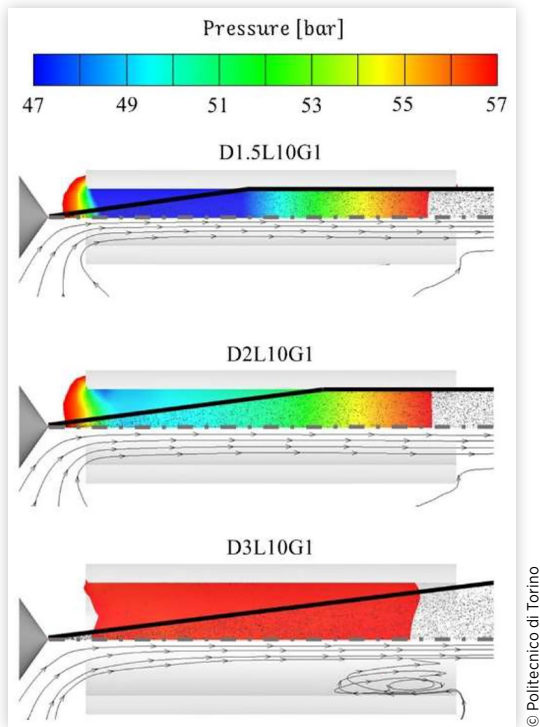 Pressure [bar]
47 49 51 53 55 57
D1.5L10G1
D2L10G1
D3L10G1
© Politecnico di Torino